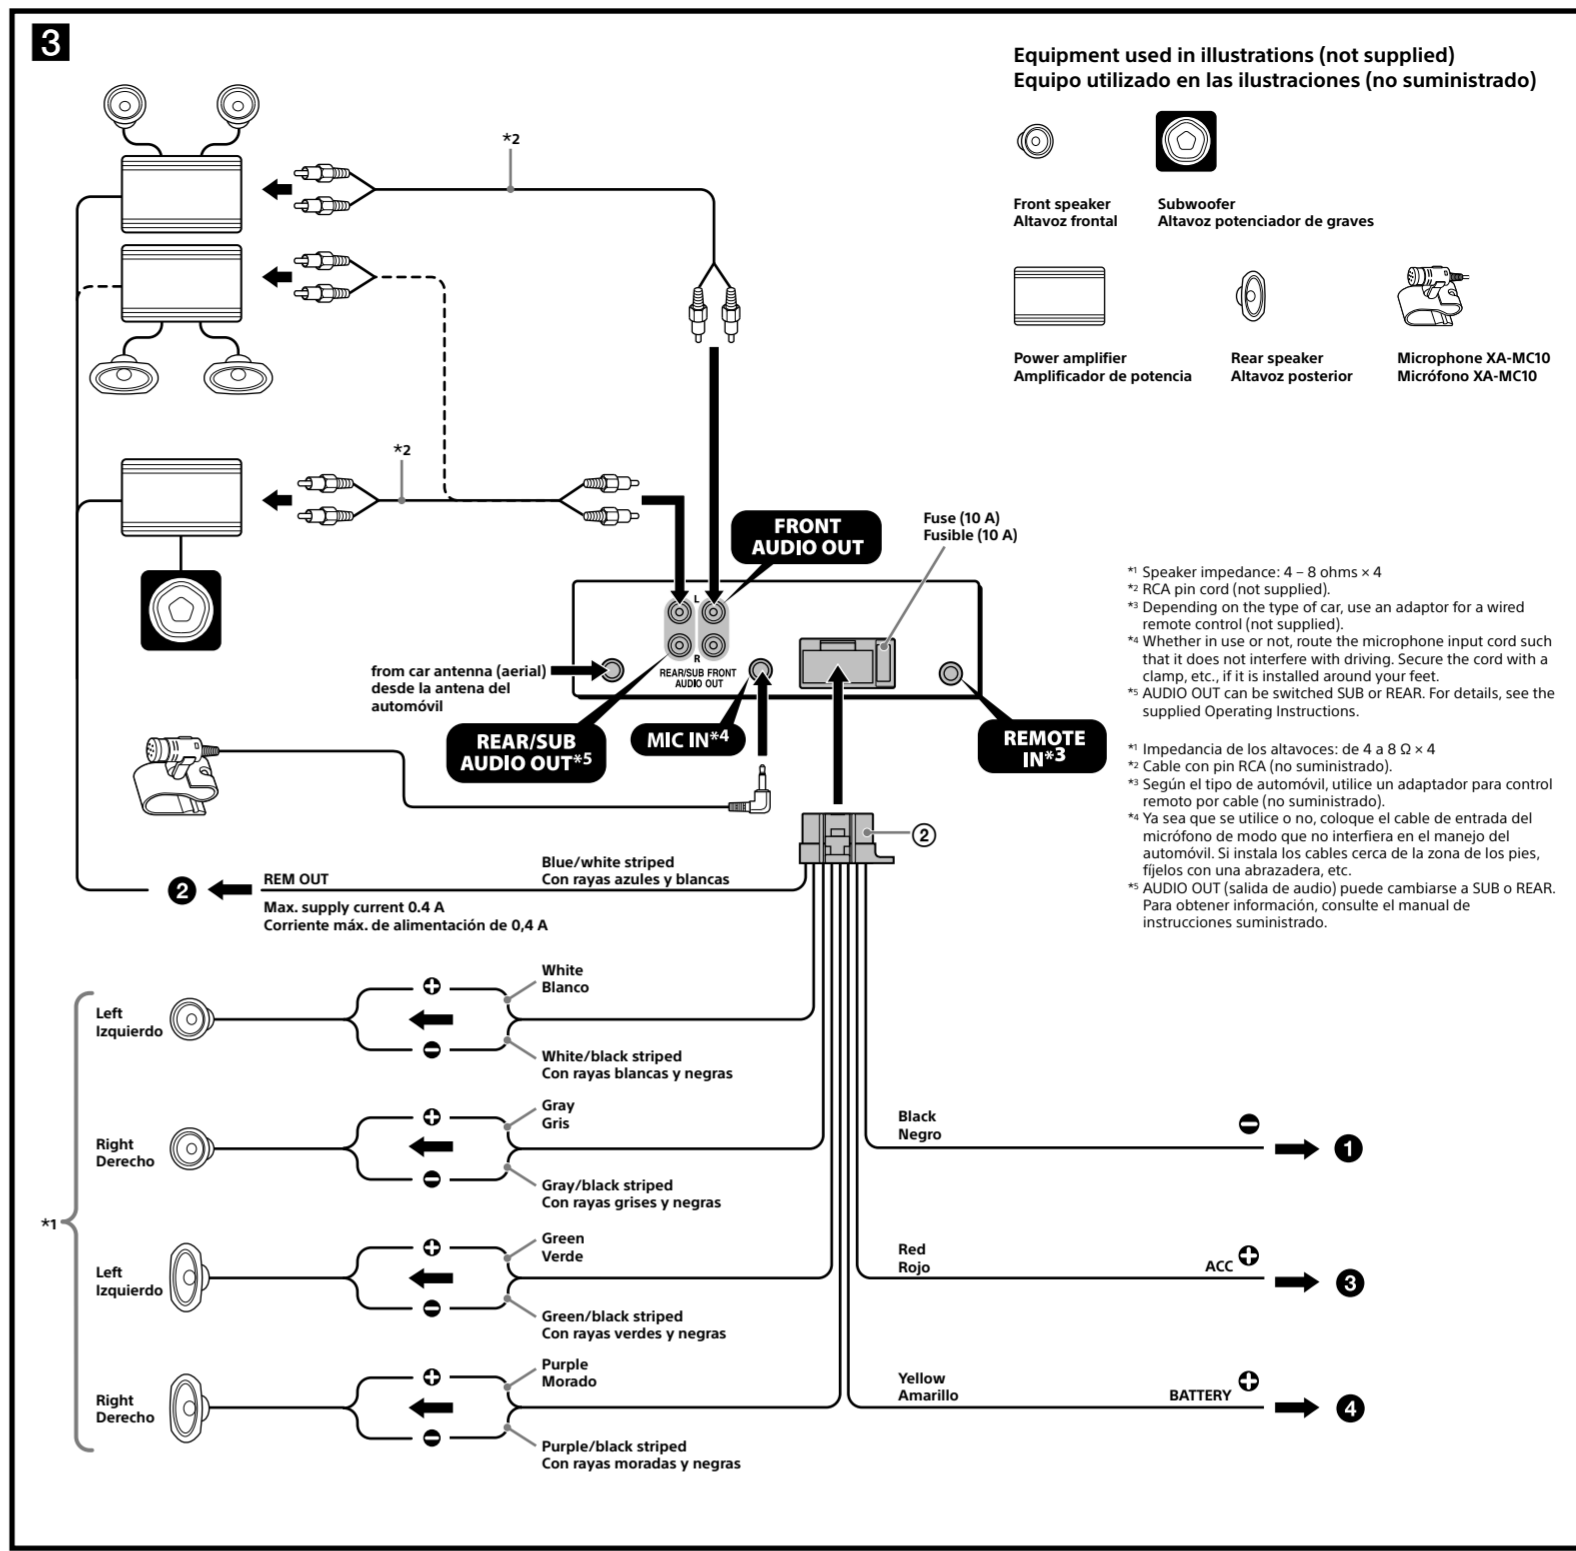 3
Equipment used in illustrations (not supplied)
Equipo utilizado en las ilustraciones (no suministrado)
Front speaker
Altavoz frontal
Subwoofer
Altavoz potenciador de graves
Power amplifier
Amplificador de potencia
Rear speaker
Altavoz posterior
Microphone XA-MC10
Micrófono XA-MC10
*2
*2
FRONT
AUDIO OUT
Fuse (10 A)
Fusible (10 A)
L
R
REAR/SUB FRONT
AUDIO OUT
from car antenna (aerial)
desde la antena del
automóvil
REAR/SUB
AUDIO OUT*5
MIC IN*4
REMOTE
IN*3
*1 Speaker impedance: 4 – 8 ohms × 4
*2 RCA pin cord (not supplied).
*3 Depending on the type of car, use an adaptor for a wired
remote control (not supplied).
*4 Whether in use or not, route the microphone input cord such
that it does not interfere with driving. Secure the cord with a
clamp, etc., if it is installed around your feet.
*5 AUDIO OUT can be switched SUB or REAR. For details, see the
supplied Operating Instructions.
*1 Impedancia de los altavoces: de 4 a 8 Ω × 4
*2 Cable con pin RCA (no suministrado).
*3 Según el tipo de automóvil, utilice un adaptador para control
remoto por cable (no suministrado).
*4 Ya sea que se utilice o no, coloque el cable de entrada del
micrófono de modo que no interfiera en el manejo del
automóvil. Si instala los cables cerca de la zona de los pies,
fíjelos con una abrazadera, etc.
*5 AUDIO OUT (salida de audio) puede cambiarse a SUB o REAR.
Para obtener información, consulte el manual de
instrucciones suministrado.
②
❷
REM OUT
Blue/white striped
Con rayas azules y blancas
Max. supply current 0.4 A
Corriente máx. de alimentación de 0,4 A
*1
Left
Izquierdo
+
−
White
Blanco
White/black striped
Con rayas blancas y negras
Right
Derecho
+
−
Gray
Gris
Gray/black striped
Con rayas grises y negras
Left
Izquierdo
+
−
Green
Verde
Green/black striped
Con rayas verdes y negras
Right
Derecho
+
−
Purple
Morado
Purple/black striped
Con rayas moradas y negras
Black
Negro
−
❶
Red
Rojo
ACC +
❸
Yellow
Amarillo
BATTERY +
❹